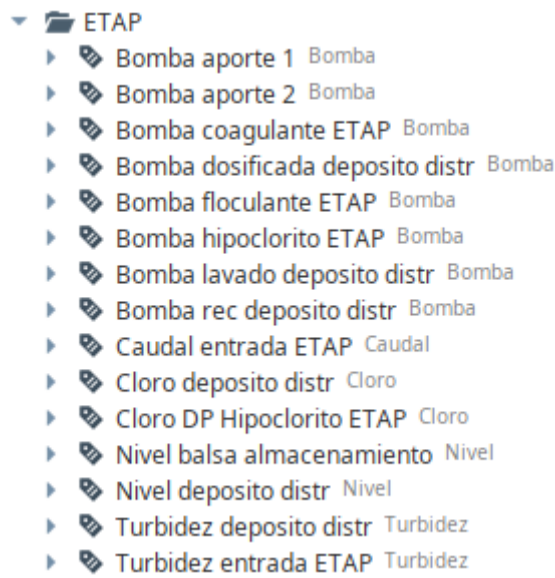 ETAP
Bomba aporte 1 Bomba
Bomba aporte 2 Bomba
Bomba coagulante ETAP Bomba
Bomba dosificada deposito distr Bomba
Bomba floculante ETAP Bomba
Bomba hipoclorito ETAP Bomba
Bomba lavado deposito distr Bomba
Bomba rec deposito distr Bomba
Caudal entrada ETAP Caudal
Cloro deposito distr Cloro
Cloro DP Hipoclorito ETAP Cloro
Nivel balsa almacenamiento Nivel
Nivel deposito distr Nivel
Turbidez deposito distr Turbidez
Turbidez entrada ETAP Turbidez